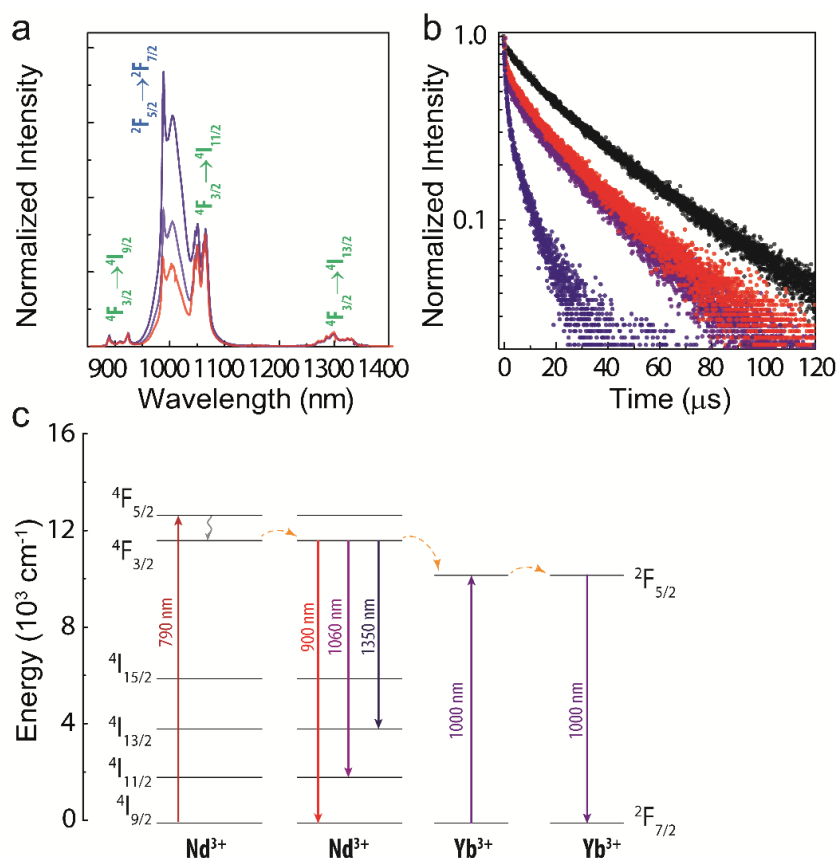 a
Normalized Intensity
⁴F₃/₂→⁴I₉/₂
²F₅/₂→²F₇/₂
⁴F₃/₂→⁴I₁₁/₂
⁴F₃/₂→⁴I₁₃/₂
900 1000 1100 1200 1300 1400
Wavelength (nm)
b
Normalized Intensity
1.0
0.1
0 20 40 60 80 100 120
Time (μs)
c
Energy (10³ cm⁻¹)
16
12
8
4
0
⁴F₅/₂
⁴F₃/₂
⁴I₁₅/₂
⁴I₁₃/₂
⁴I₁₁/₂
⁴I₉/₂
790 nm
900 nm
1060 nm
1350 nm
1000 nm
1000 nm
²F₅/₂
²F₇/₂
Nd³⁺ Nd³⁺ Yb³⁺ Yb³⁺